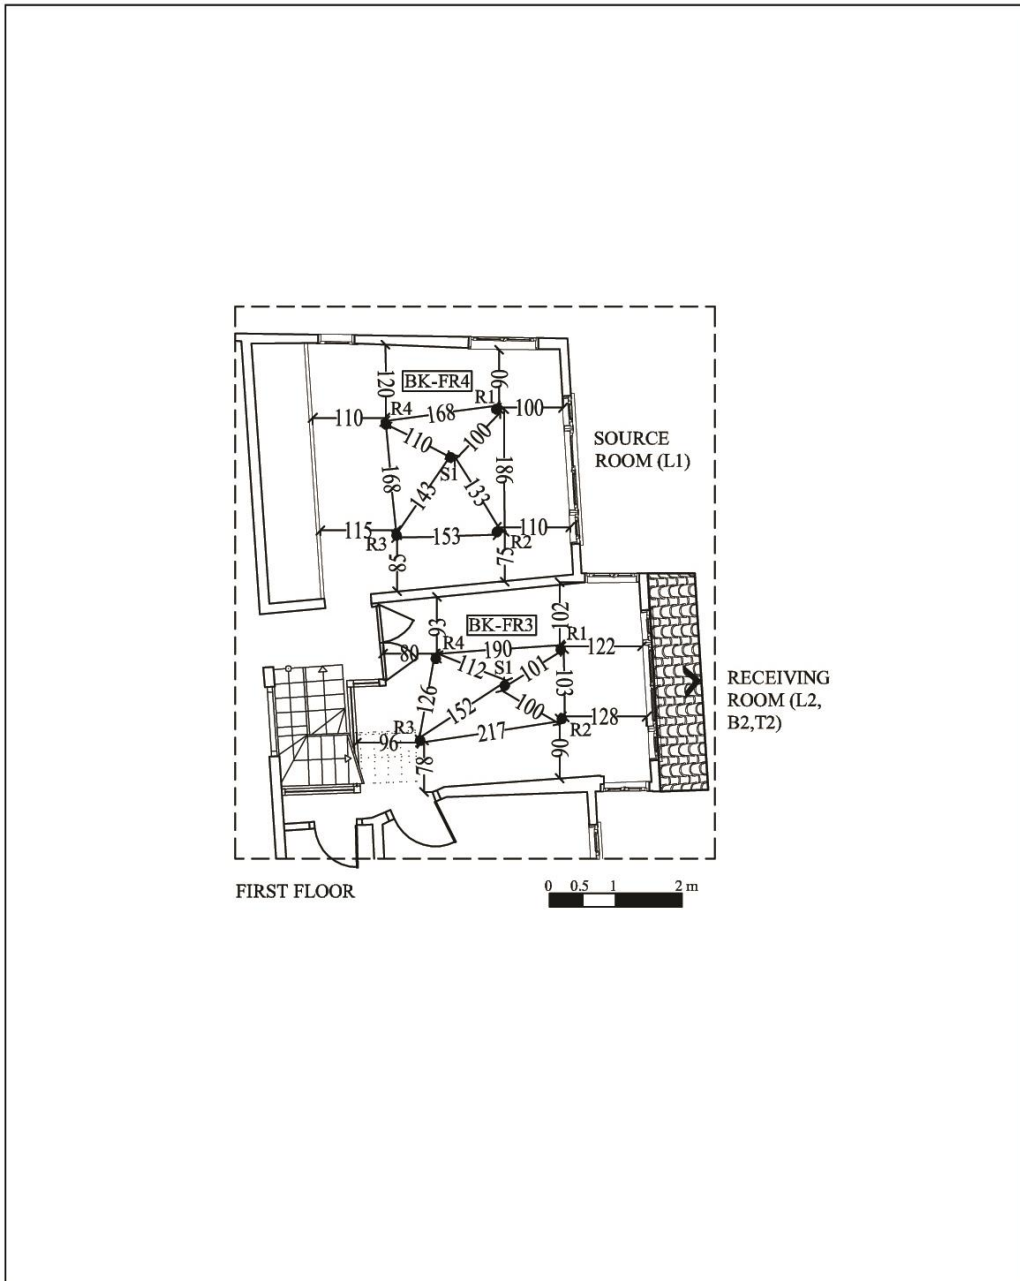 120
BK-FR4
90
R4
R1
110
168
100
110
100
S1
SOURCE
ROOM (L1)
168
186
143
133
115
R3
153
110
R2
85
75
93
BK-FR3
102
R4
190
R1
80
122
112
S1
101
126
103
152
100
RECEIVING
ROOM (L2,
B2,T2)
R3
96
217
128
R2
78
90
FIRST FLOOR
0 0.5 1 2 m